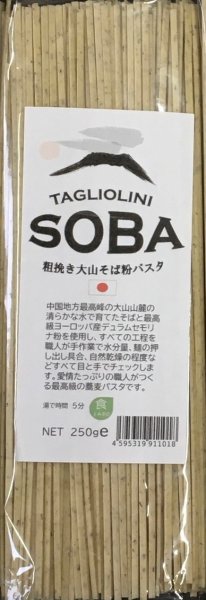 TAGLIOLINI
SOBA
粗挽き大山そば粉パスタ
中国地方最高峰の大山山麓の
清らかな水で育てたそばと最高
級ヨーロッパ産デュラムセモリ
ナ粉を使用し、すべての工程を
職人が手作業で水分量、麺の押
し出し具合、自然乾燥の程度な
どすべて目と手でチェックしま
す。愛情たっぷりの職人がつく
る最高級の蕎麦パスタです。
湯で時間 5分
食
NET 250g℮
4595319911018